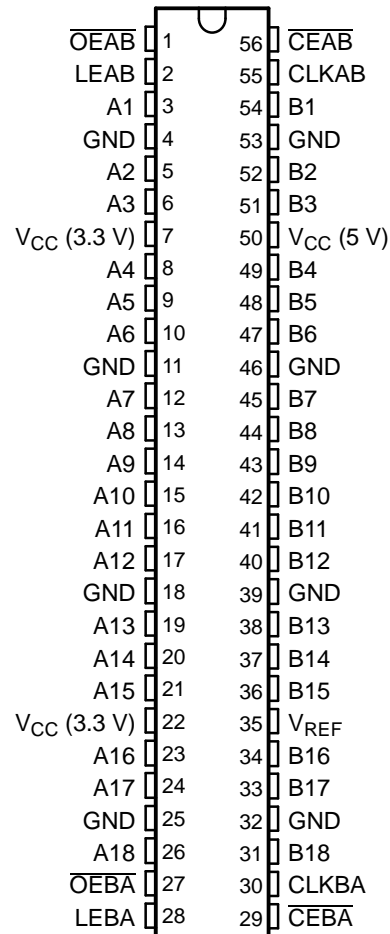 O̅E̅A̅B̅ 1 56 C̅E̅A̅B̅
LEAB 2 55 CLKAB
A1 3 54 B1
GND 4 53 GND
A2 5 52 B2
A3 6 51 B3
VCC (3.3 V) 7 50 VCC (5 V)
A4 8 49 B4
A5 9 48 B5
A6 10 47 B6
GND 11 46 GND
A7 12 45 B7
A8 13 44 B8
A9 14 43 B9
A10 15 42 B10
A11 16 41 B11
A12 17 40 B12
GND 18 39 GND
A13 19 38 B13
A14 20 37 B14
A15 21 36 B15
VCC (3.3 V) 22 35 VREF
A16 23 34 B16
A17 24 33 B17
GND 25 32 GND
A18 26 31 B18
O̅E̅B̅A̅ 27 30 CLKBA
LEBA 28 29 C̅E̅B̅A̅